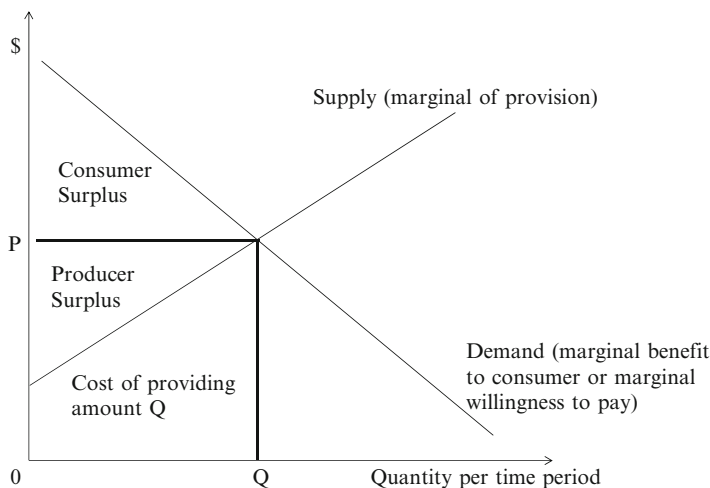 $
Supply (marginal of provision)
Consumer
Surplus
P
Producer
Surplus
Demand (marginal benefit
to consumer or marginal
willingness to pay)
Cost of providing
amount Q
0
Q
Quantity per time period